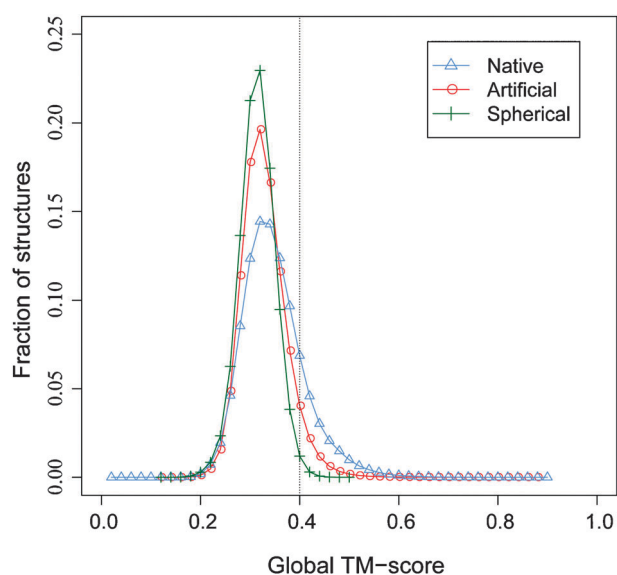 Native
Artificial
Spherical
Fraction of structures
0.25
0.20
0.15
0.10
0.05
0.00
0.0 0.2 0.4 0.6 0.8 1.0
Global TM−score